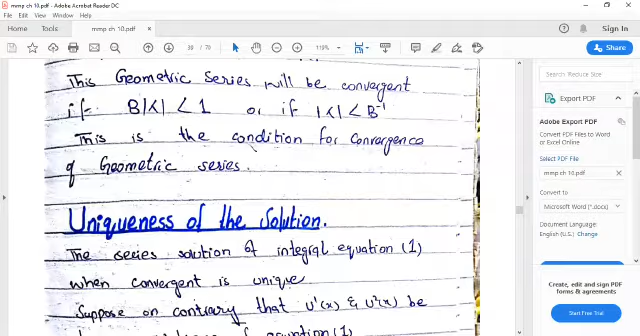 mmp ch 10.pdf - Adobe Acrobat Reader DC
File Edit View Window Help
Home Tools mmp ch 10.pdf × Sign In
39 / 70 119% Share
This Geometric Series will be convergent
if B|λ| < 1 or if |λ| < B⁻¹
This is the condition for convergence
of Geometric series.
Uniqueness of the Solution.
The series solution of integral equation (1)
when convergent is unique
Suppose on contrary that U¹(x) & U²(x) be
equation (1)
Search 'Reduce Size'
Export PDF
Adobe Export PDF
Convert PDF Files to Word
or Excel Online
Select PDF File
mmp ch 10.pdf ×
Convert to
Microsoft Word (*.docx)
Document Language:
English (U.S.) Change
Create, edit and sign PDF
forms & agreements
Start Free Trial